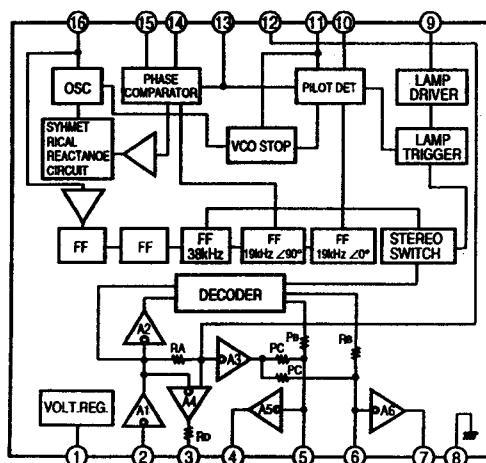 16 15 14 13 12 11 10 9
OSC
PHASE
COMPARATOR
PILOT DET
LAMP
DRIVER
SYHMET
RICAL
REACTANCE
CIRCUIT
VCO STOP
LAMP
TRIGGER
FF
FF
FF
38kHz
FF
19kHz ∠90°
FF
19kHz ∠0°
STEREO
SWITCH
DECODER
A2
RA
A3
PC
PB
RB
PC
VOLT.REG.
A1
A4
RD
A5
A6
1 2 3 4 5 6 7 8